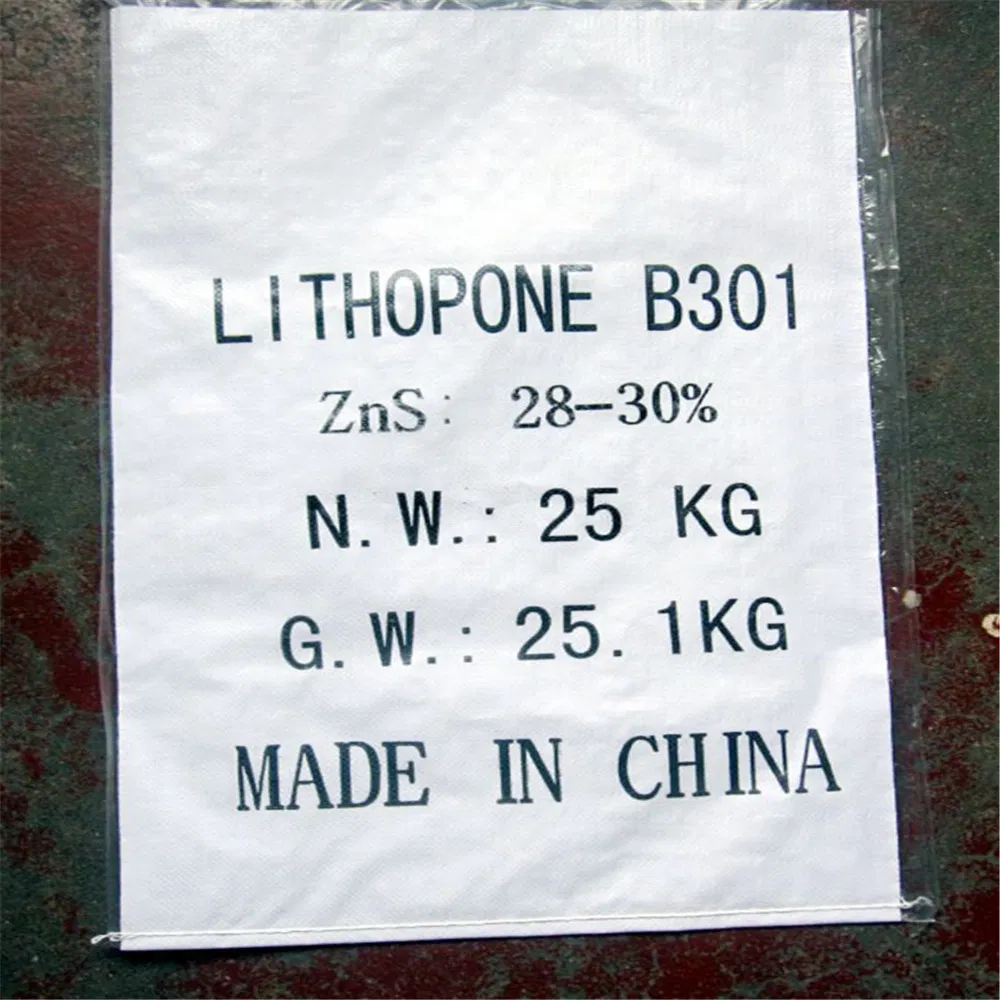 LITHOPONE B301
ZnS: 28-30%
N.W.: 25 KG
G.W.: 25.1KG
MADE IN CHINA